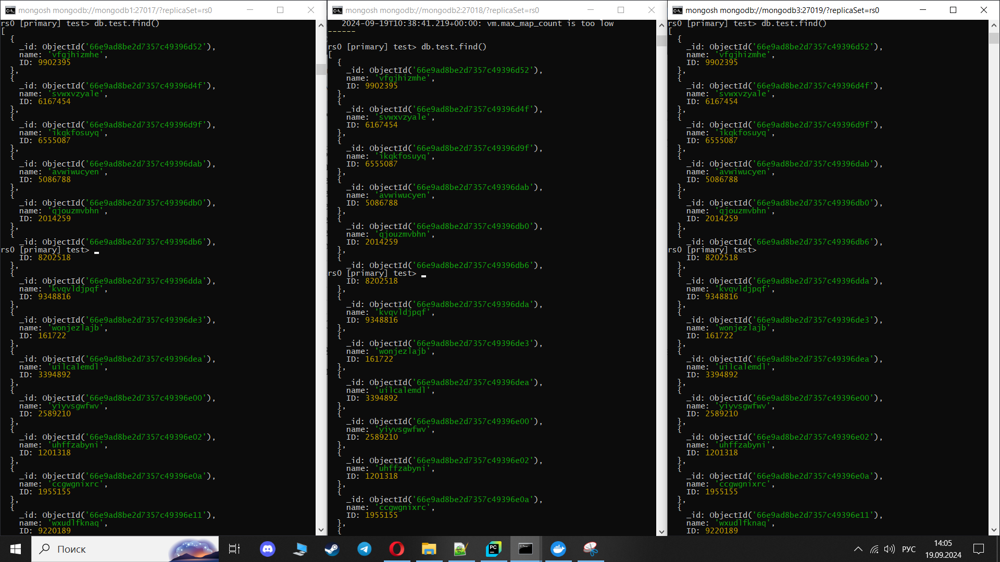 mongosh mongodb://mongodb1:27017/?replicaSet=rs0
rs0 [primary] test> db.test.find()
[
{
_id: ObjectId('66e9ad8be2d7357c49396d52'),
name: 'vfgjhizmhe',
ID: 9902395
},
{
_id: ObjectId('66e9ad8be2d7357c49396d4f'),
name: 'svwxvzyale',
ID: 6167454
},
{
_id: ObjectId('66e9ad8be2d7357c49396d9f'),
name: 'ikqkfosuyq',
ID: 6555087
},
{
_id: ObjectId('66e9ad8be2d7357c49396dab'),
name: 'avwiwucyen',
ID: 5086788
},
{
_id: ObjectId('66e9ad8be2d7357c49396db0'),
name: 'qjouzmvbhn',
ID: 2014259
},
{
_id: ObjectId('66e9ad8be2d7357c49396db6'),
rs0 [primary] test>
ID: 8202518
},
{
_id: ObjectId('66e9ad8be2d7357c49396dda'),
name: 'kvqvldjpqf',
ID: 9348816
},
{
_id: ObjectId('66e9ad8be2d7357c49396de3'),
name: 'wonjezlajb',
ID: 161722
},
{
_id: ObjectId('66e9ad8be2d7357c49396dea'),
name: 'uilcalemdl',
ID: 3394892
},
{
_id: ObjectId('66e9ad8be2d7357c49396e00'),
name: 'yiyvsgwfwv',
ID: 2589210
},
{
_id: ObjectId('66e9ad8be2d7357c49396e02'),
name: 'uhffzabyni',
ID: 1201318
},
{
_id: ObjectId('66e9ad8be2d7357c49396e0a'),
name: 'ccgwgnixrc',
ID: 1955155
},
{
_id: ObjectId('66e9ad8be2d7357c49396e11'),
name: 'wxudlfknaq',
ID: 9220189
mongosh mongodb://mongodb2:27018/?replicaSet=rs0
2024-09-19T10:38:41.219+00:00: vm.max_map_count is too low
------
rs0 [primary] test> db.test.find()
[
{
_id: ObjectId('66e9ad8be2d7357c49396d52'),
name: 'vfgjhizmhe',
ID: 9902395
},
{
_id: ObjectId('66e9ad8be2d7357c49396d4f'),
name: 'svwxvzyale',
ID: 6167454
},
{
_id: ObjectId('66e9ad8be2d7357c49396d9f'),
name: 'ikqkfosuyq',
ID: 6555087
},
{
_id: ObjectId('66e9ad8be2d7357c49396dab'),
name: 'avwiwucyen',
ID: 5086788
},
{
_id: ObjectId('66e9ad8be2d7357c49396db0'),
name: 'qjouzmvbhn',
ID: 2014259
},
{
_id: ObjectId('66e9ad8be2d7357c49396db6'),
rs0 [primary] test>
ID: 8202518
},
{
_id: ObjectId('66e9ad8be2d7357c49396dda'),
name: 'kvqvldjpqf',
ID: 9348816
},
{
_id: ObjectId('66e9ad8be2d7357c49396de3'),
name: 'wonjezlajb',
ID: 161722
},
{
_id: ObjectId('66e9ad8be2d7357c49396dea'),
name: 'uilcalemdl',
ID: 3394892
},
{
_id: ObjectId('66e9ad8be2d7357c49396e00'),
name: 'yiyvsgwfwv',
ID: 2589210
},
{
_id: ObjectId('66e9ad8be2d7357c49396e02'),
name: 'uhffzabyni',
ID: 1201318
},
{
_id: ObjectId('66e9ad8be2d7357c49396e0a'),
name: 'ccgwgnixrc',
ID: 1955155
},
{
mongosh mongodb://mongodb3:27019/?replicaSet=rs0
rs0 [primary] test> db.test.find()
[
{
_id: ObjectId('66e9ad8be2d7357c49396d52'),
name: 'vfgjhizmhe',
ID: 9902395
},
{
_id: ObjectId('66e9ad8be2d7357c49396d4f'),
name: 'svwxvzyale',
ID: 6167454
},
{
_id: ObjectId('66e9ad8be2d7357c49396d9f'),
name: 'ikqkfosuyq',
ID: 6555087
},
{
_id: ObjectId('66e9ad8be2d7357c49396dab'),
name: 'avwiwucyen',
ID: 5086788
},
{
_id: ObjectId('66e9ad8be2d7357c49396db0'),
name: 'qjouzmvbhn',
ID: 2014259
},
{
_id: ObjectId('66e9ad8be2d7357c49396db6'),
rs0 [primary] test>
ID: 8202518
},
{
_id: ObjectId('66e9ad8be2d7357c49396dda'),
name: 'kvqvldjpqf',
ID: 9348816
},
{
_id: ObjectId('66e9ad8be2d7357c49396de3'),
name: 'wonjezlajb',
ID: 161722
},
{
_id: ObjectId('66e9ad8be2d7357c49396dea'),
name: 'uilcalemdl',
ID: 3394892
},
{
_id: ObjectId('66e9ad8be2d7357c49396e00'),
name: 'yiyvsgwfwv',
ID: 2589210
},
{
_id: ObjectId('66e9ad8be2d7357c49396e02'),
name: 'uhffzabyni',
ID: 1201318
},
{
_id: ObjectId('66e9ad8be2d7357c49396e0a'),
name: 'ccgwgnixrc',
ID: 1955155
},
{
_id: ObjectId('66e9ad8be2d7357c49396e11'),
name: 'wxudlfknaq',
ID: 9220189
Поиск
PC
РУС
14:05
19.09.2024